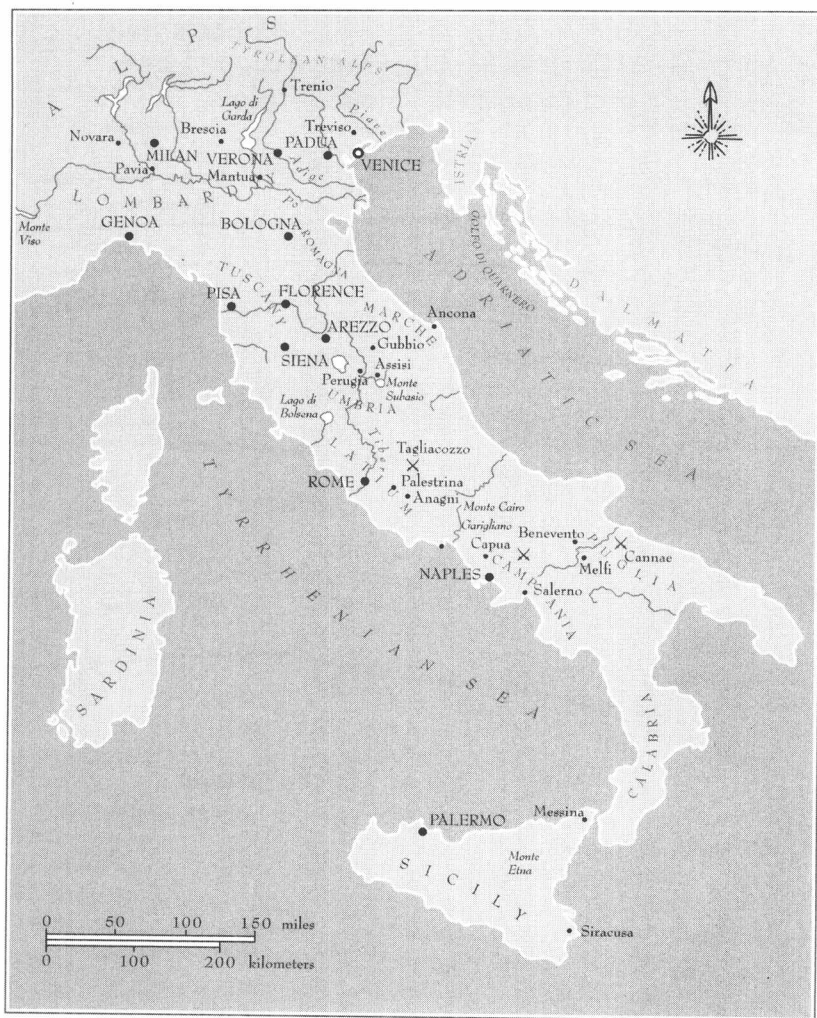 ALPS
TYROLEAN ALPS
Trenio
Lago di
Garda
Piave
Treviso
Novara
Brescia
MILAN
VERONA
PADUA
VENICE
Pavia
Mantua
Adige
ISTRIA
LOMBARD
Po
Monte
Viso
GENOA
BOLOGNA
ROMAGNA
GOLFO DI QUARNERO
ADRIATIC SEA
DALMATIA
TUSCANY
PISA
FLORENCE
MARCHE
Ancona
AREZZO
Gubbio
SIENA
Assisi
Perugia
Monte
Subasio
Lago di
Bolsena
UMBRIA
Tiber
LARIUM
Tagliacozzo
ROME
Palestrina
Anagni
Monte Cairo
Garigliano
Benevento
PUGLIA
Capua
Cannae
Melfi
NAPLES
CAMPANIA
Salerno
TYRRHENIAN SEA
SARDINIA
CALABRIA
Messina
PALERMO
Monte
Etna
SICILY
Siracusa
0 50 100 150 miles
0 100 200 kilometers